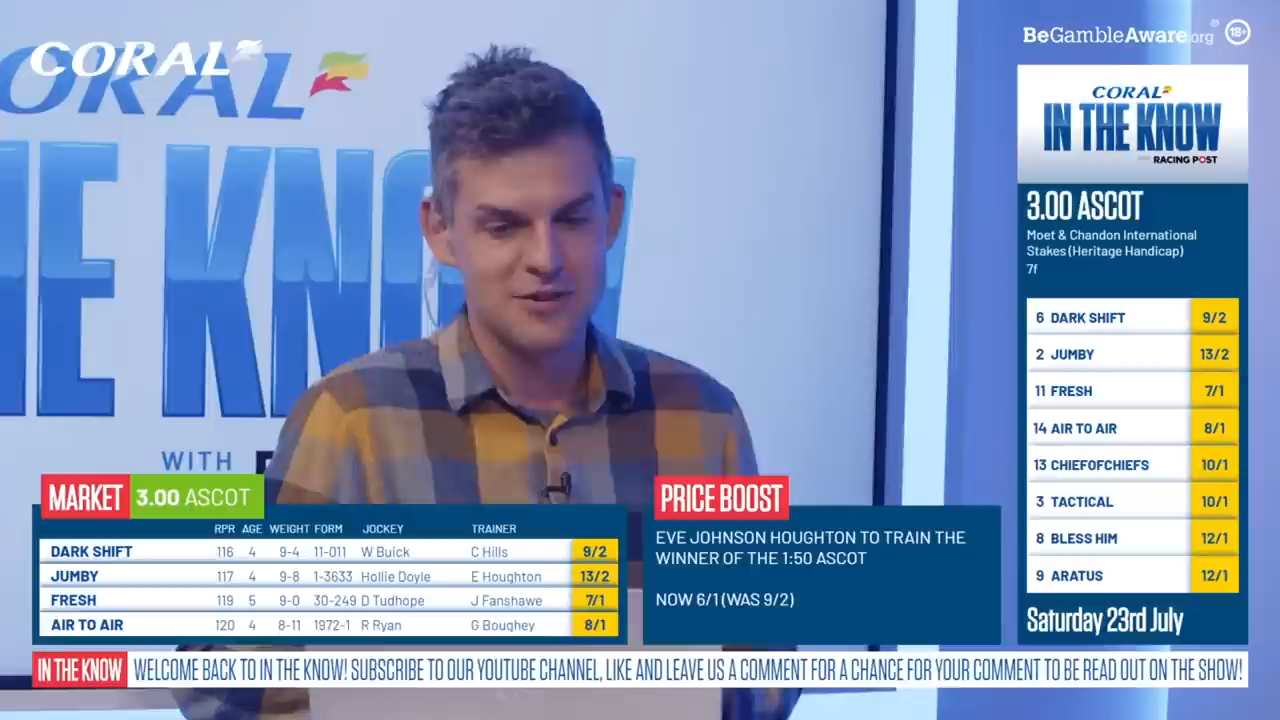 CORAL
BeGambleAware.org
18+
CORAL
IN THE KNOW
RACING POST
3.00 ASCOT
Moet & Chandon International
Stakes (Heritage Handicap)
7f
6 DARK SHIFT 9/2
2 JUMBY 13/2
11 FRESH 7/1
14 AIR TO AIR 8/1
13 CHIEFOFCHIEFS 10/1
3 TACTICAL 10/1
8 BLESS HIM 12/1
9 ARATUS 12/1
Saturday 23rd July
ORAL
HE KNO
WITH
MARKET 3.00 ASCOT
RPR AGE WEIGHT FORM JOCKEY TRAINER
DARK SHIFT 116 4 9-4 11-011 W Buick C Hills 9/2
JUMBY 117 4 9-8 1-3633 Hollie Doyle E Houghton 13/2
FRESH 119 5 9-0 30-249 D Tudhope J Fanshawe 7/1
AIR TO AIR 120 4 8-11 1972-1 R Ryan G Boughey 8/1
PRICE BOOST
EVE JOHNSON HOUGHTON TO TRAIN THE
WINNER OF THE 1:50 ASCOT
NOW 6/1 (WAS 9/2)
IN THE KNOW WELCOME BACK TO IN THE KNOW! SUBSCRIBE TO OUR YOUTUBE CHANNEL, LIKE AND LEAVE US A COMMENT FOR A CHANCE FOR YOUR COMMENT TO BE READ OUT ON THE SHOW!